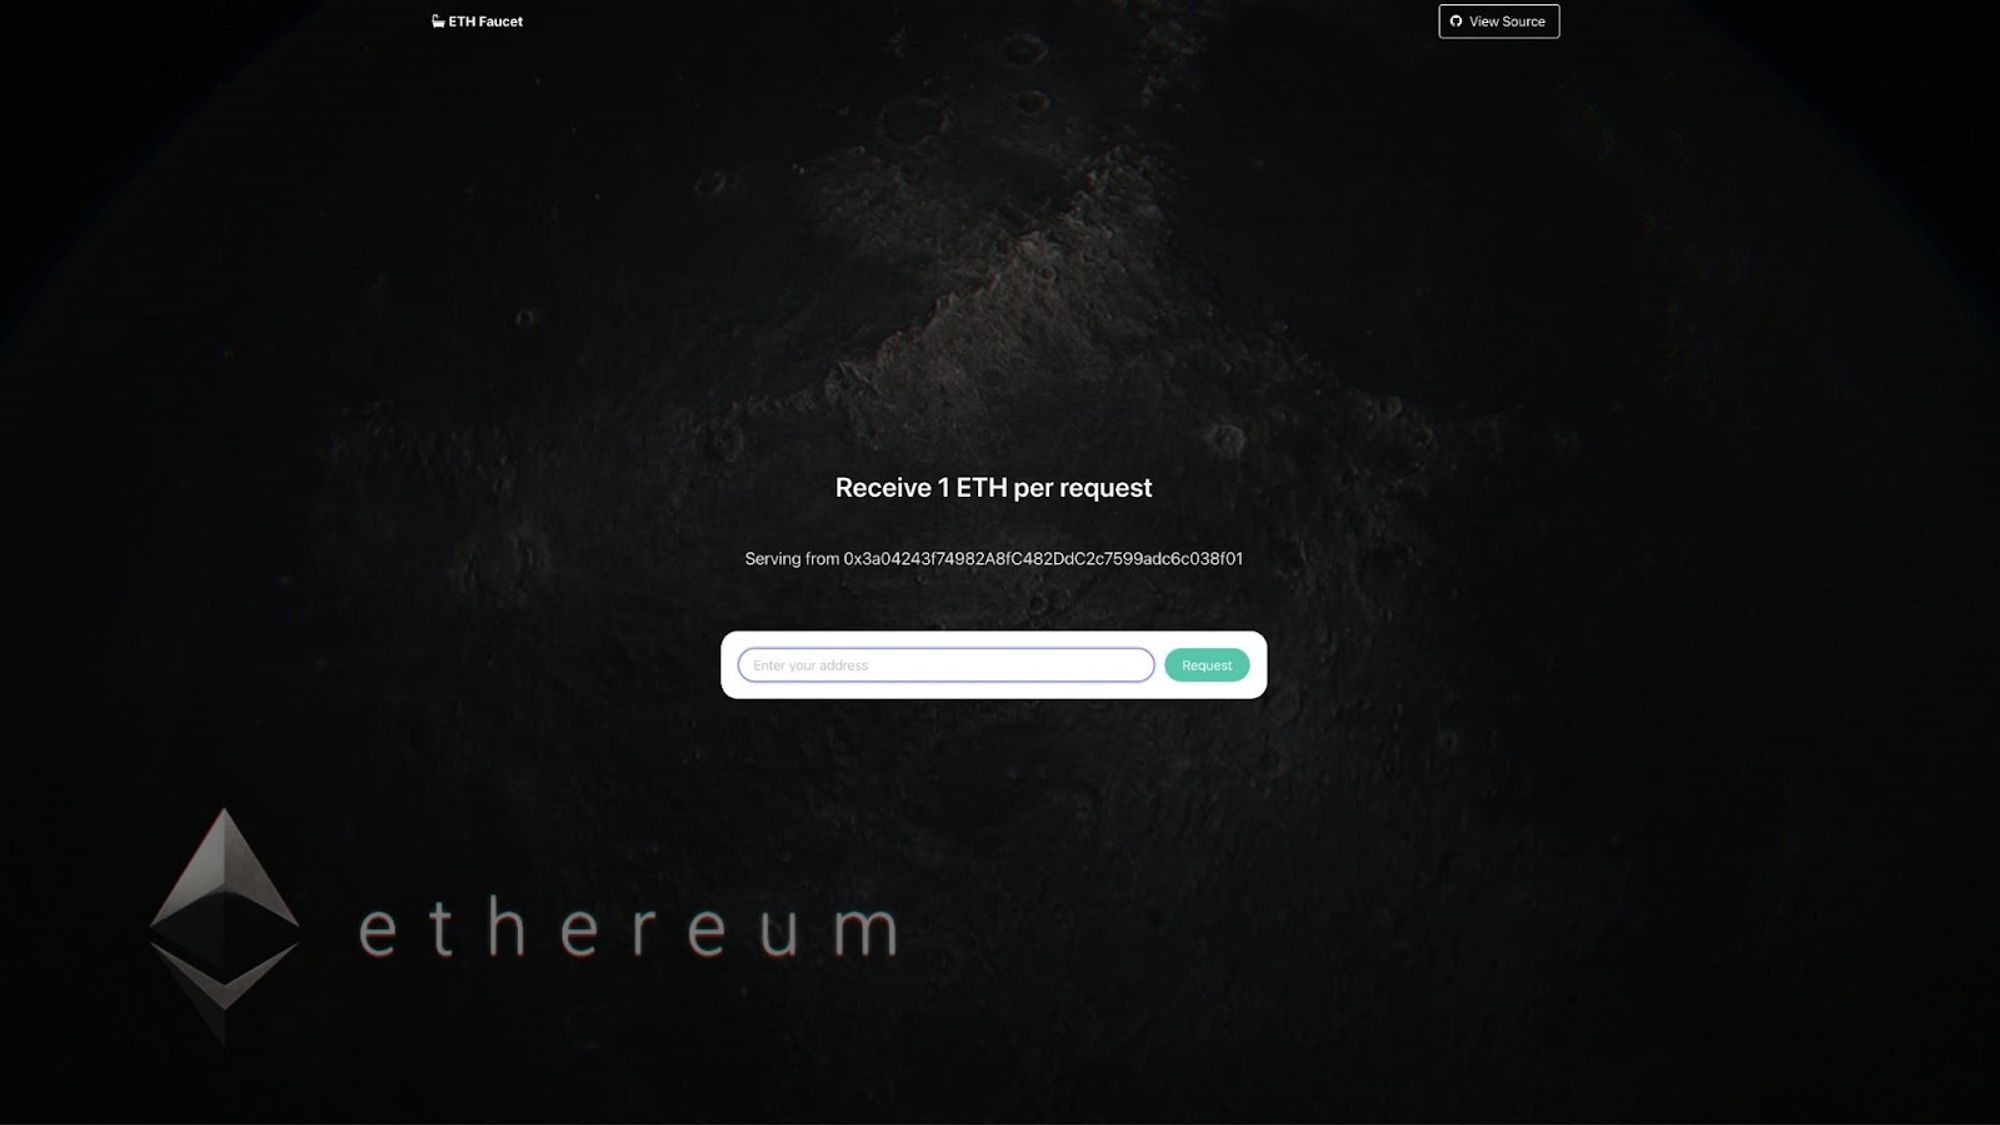 ETH Faucet
View Source
Receive 1 ETH per request
Serving from 0x3a04243f74982A8fC482DdC2c7599adc6c038f01
Enter your address
Request
ethereum